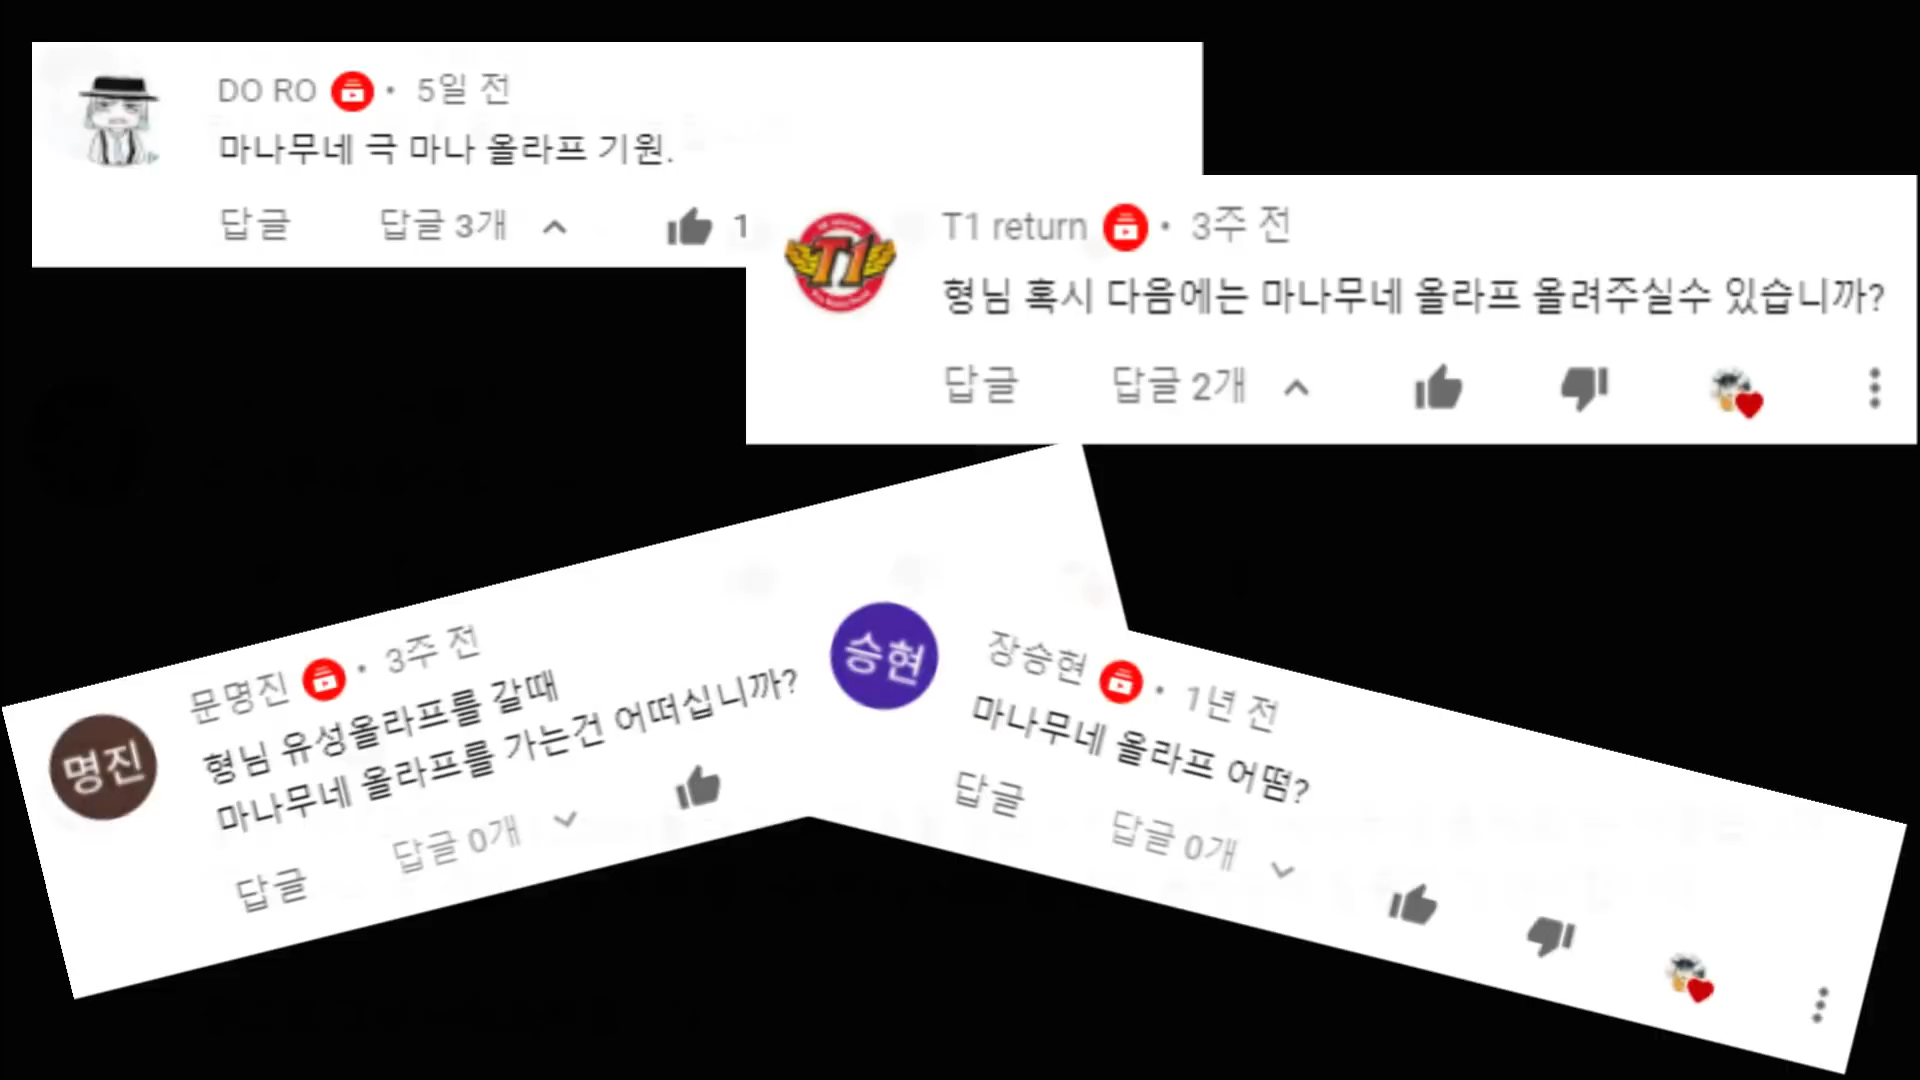 DO RO • 5일 전
마나무네 극 마나 올라프 기원.
답글 답글 3개 1
T1
T1 return • 3주 전
형님 혹시 다음에는 마나무네 올라프 올려주실수 있습니까?
답글 답글 2개
명진
문명진 • 3주 전
형님 유성올라프를 갈때
마나무네 올라프를 가는건 어떠십니까?
답글 답글 0개
승현
장승현 • 1년 전
마나무네 올라프 어떰?
답글 답글 0개